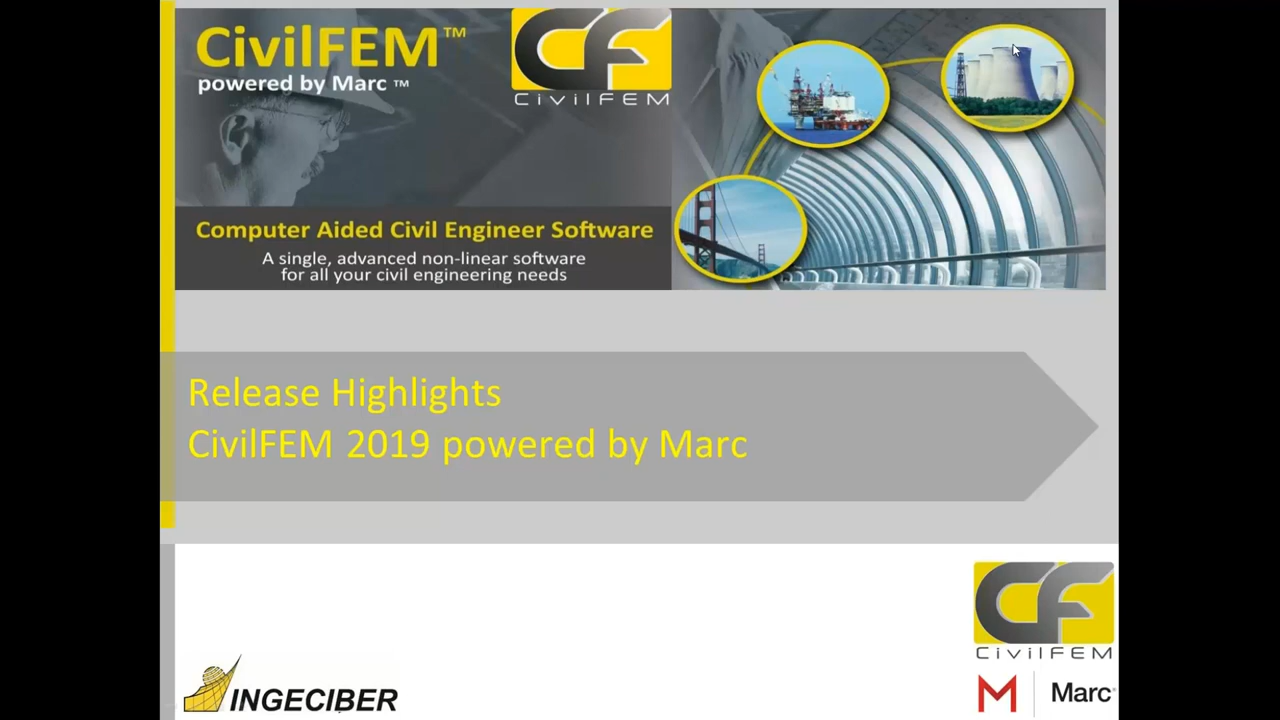 CivilFEM™
powered by Marc ™
CF
CivilFEM
Computer Aided Civil Engineer Software
A single, advanced non-linear software
for all your civil engineering needs
Release Highlights
CivilFEM 2019 powered by Marc
CF
CivilFEM
INGECIBER
M Marc